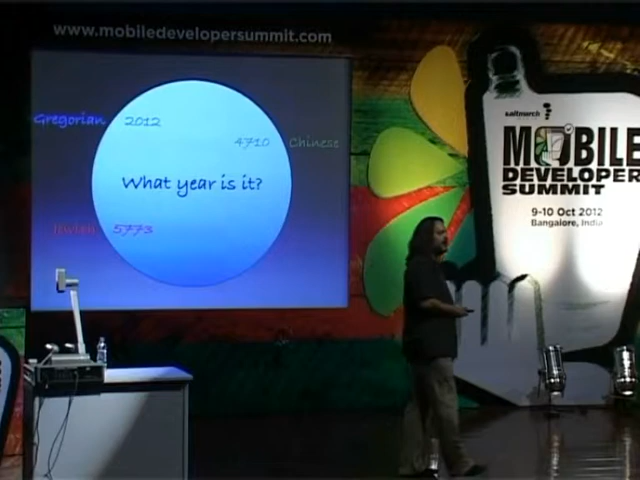 www.mobiledevelopersummit.com
Gregorian 2012
4710 Chinese
What year is it?
Jewish 5773
saltmarch
MOBILE
DEVELOPER
SUMMIT
9-10 Oct 2012
Bangalore, India